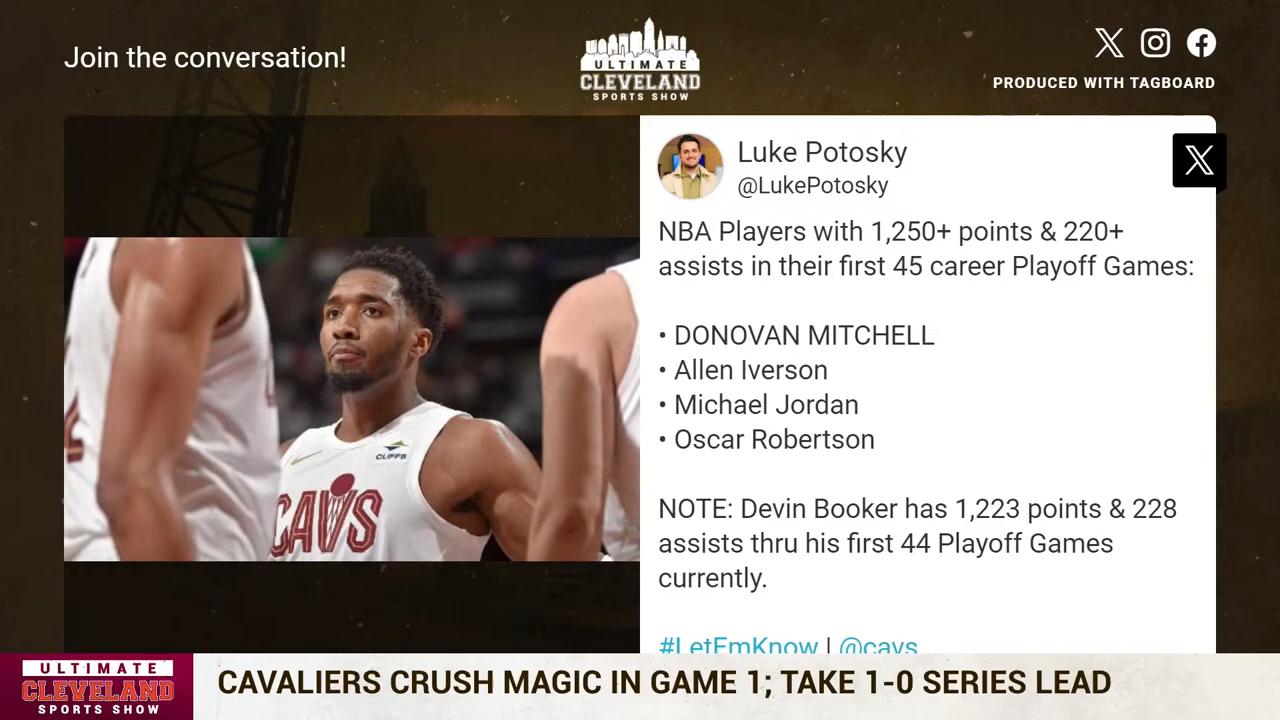 Join the conversation!
ULTIMATE
CLEVELAND
SPORTS SHOW
PRODUCED WITH TAGBOARD
Luke Potosky
@LukePotosky
NBA Players with 1,250+ points & 220+
assists in their first 45 career Playoff Games:
• DONOVAN MITCHELL
• Allen Iverson
• Michael Jordan
• Oscar Robertson
NOTE: Devin Booker has 1,223 points & 228
assists thru his first 44 Playoff Games
currently.
#LetEmKnow | @cavs
CLIFFS
CAVS
ULTIMATE
CLEVELAND
SPORTS SHOW
CAVALIERS CRUSH MAGIC IN GAME 1; TAKE 1-0 SERIES LEAD